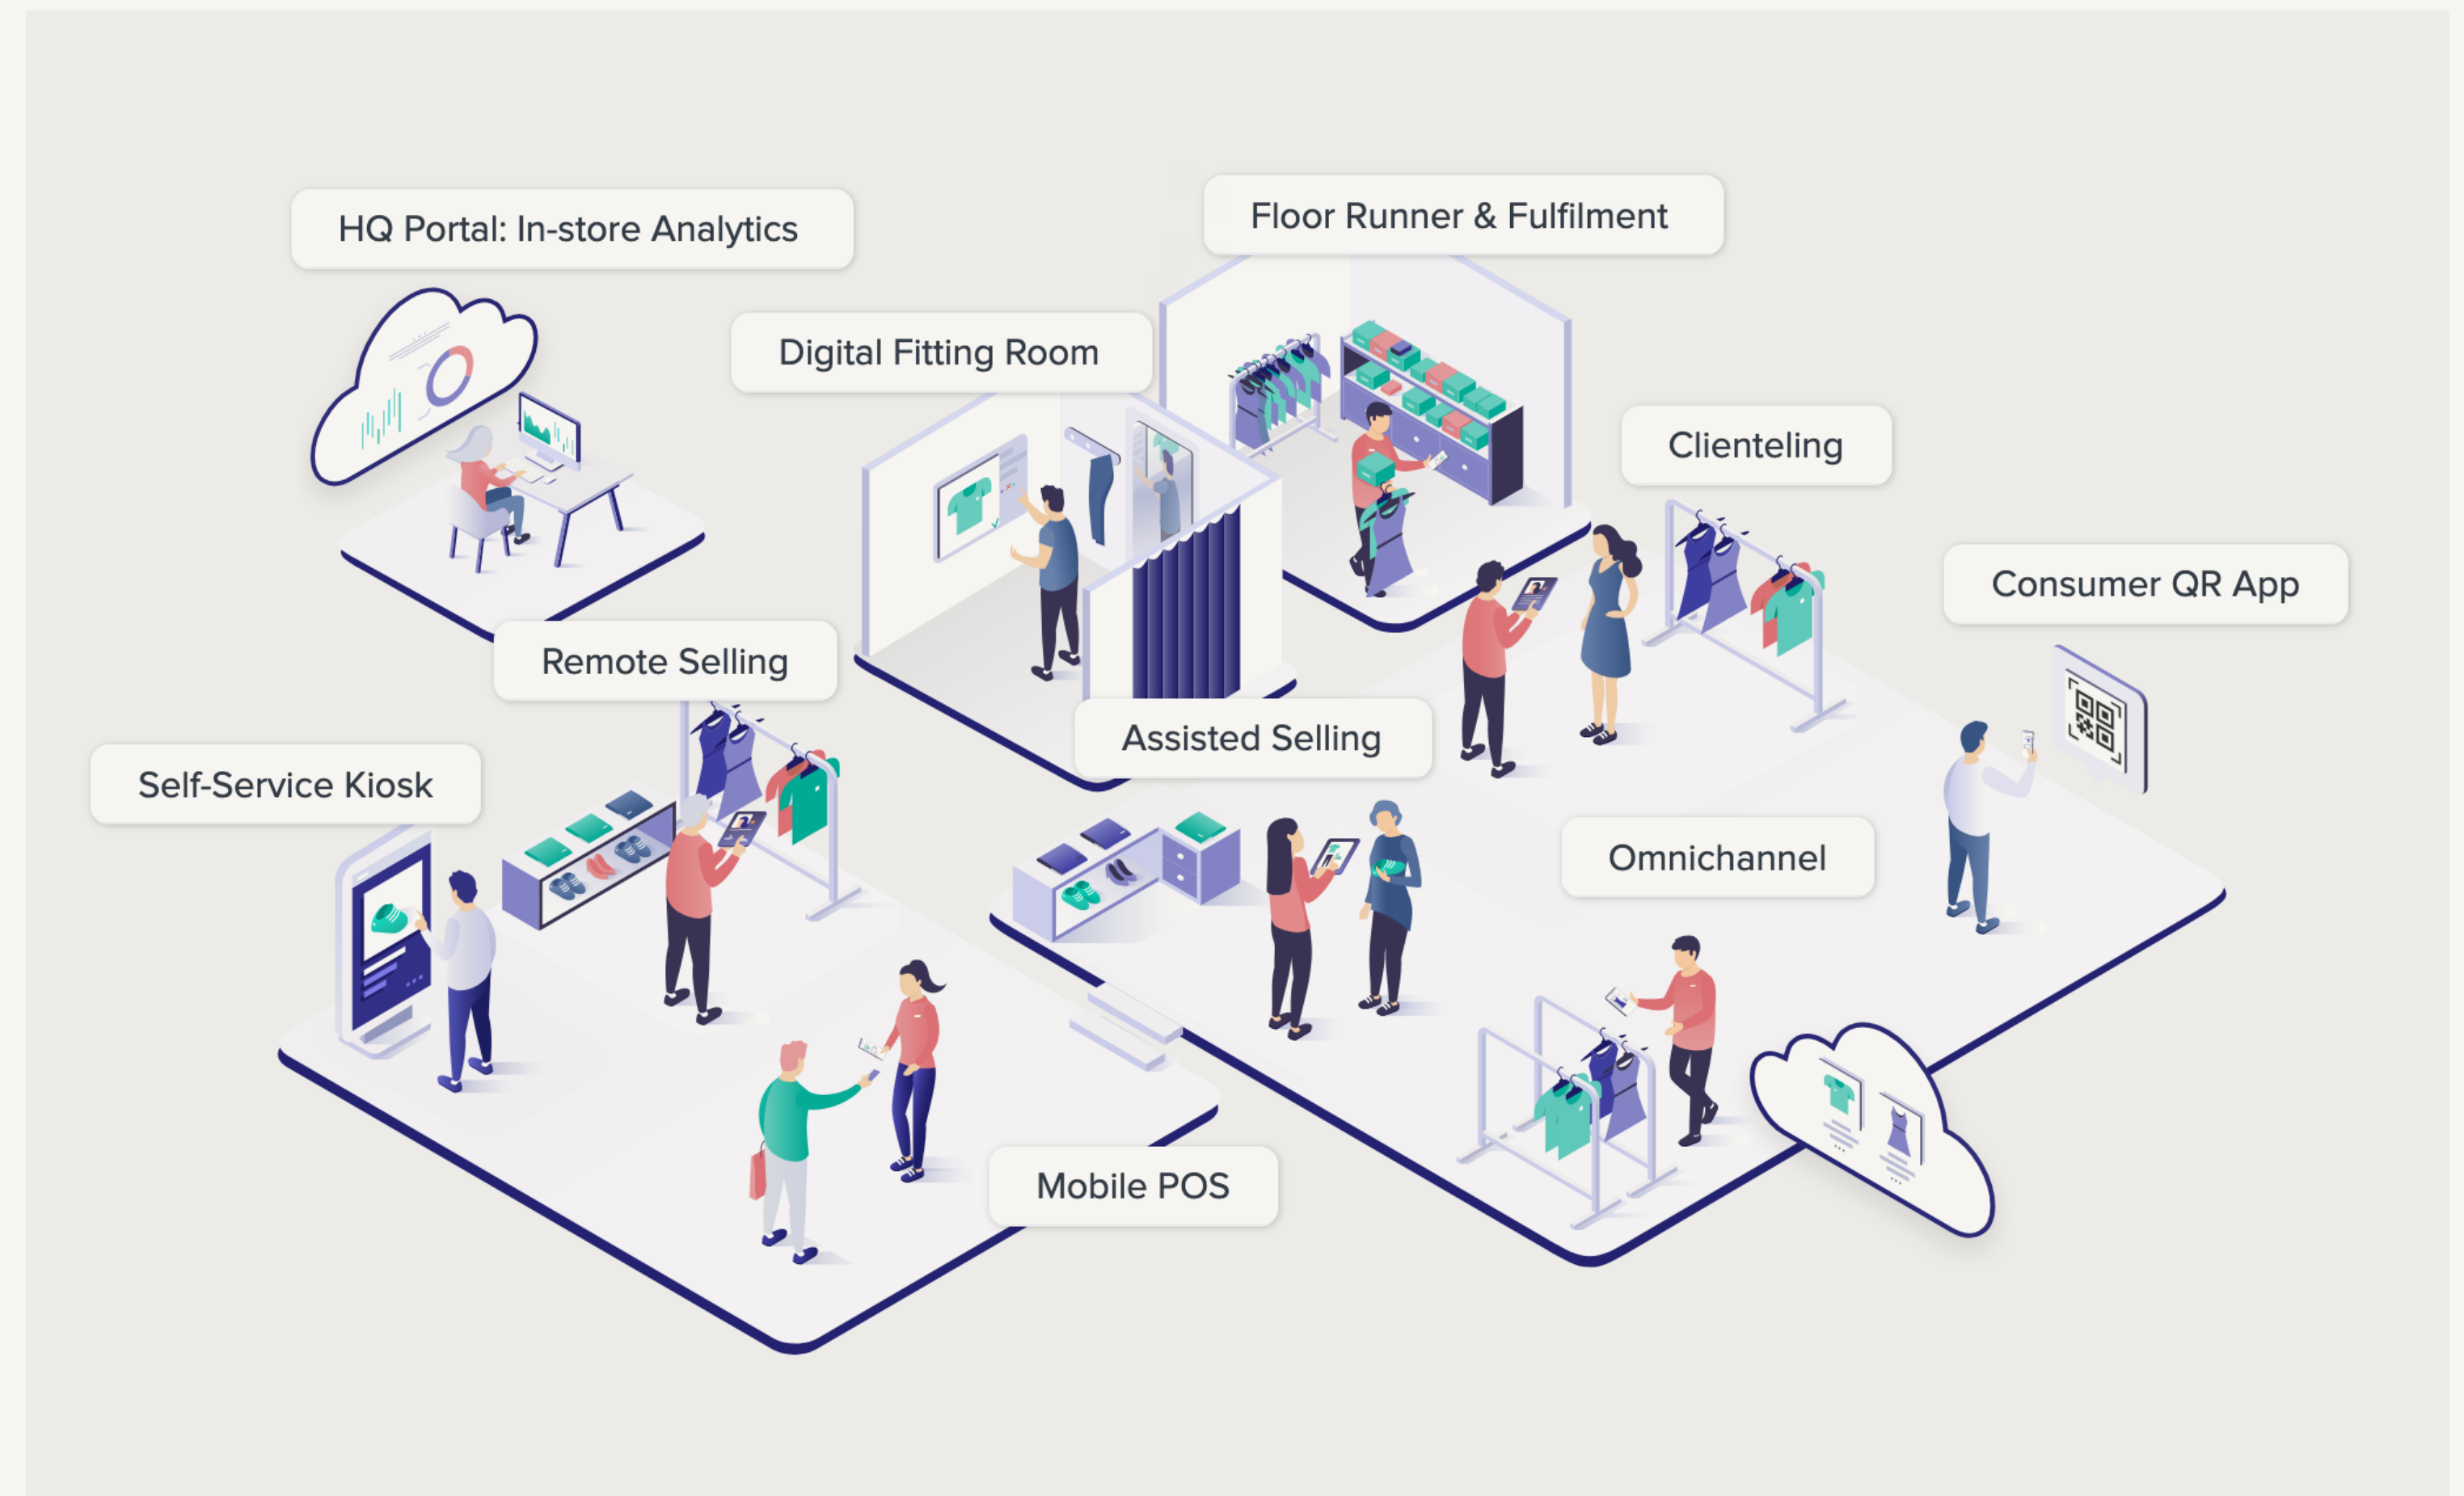 HQ Portal: In-store Analytics
Floor Runner & Fulfilment
Digital Fitting Room
Clienteling
Consumer QR App
Remote Selling
Assisted Selling
Self-Service Kiosk
Omnichannel
Mobile POS